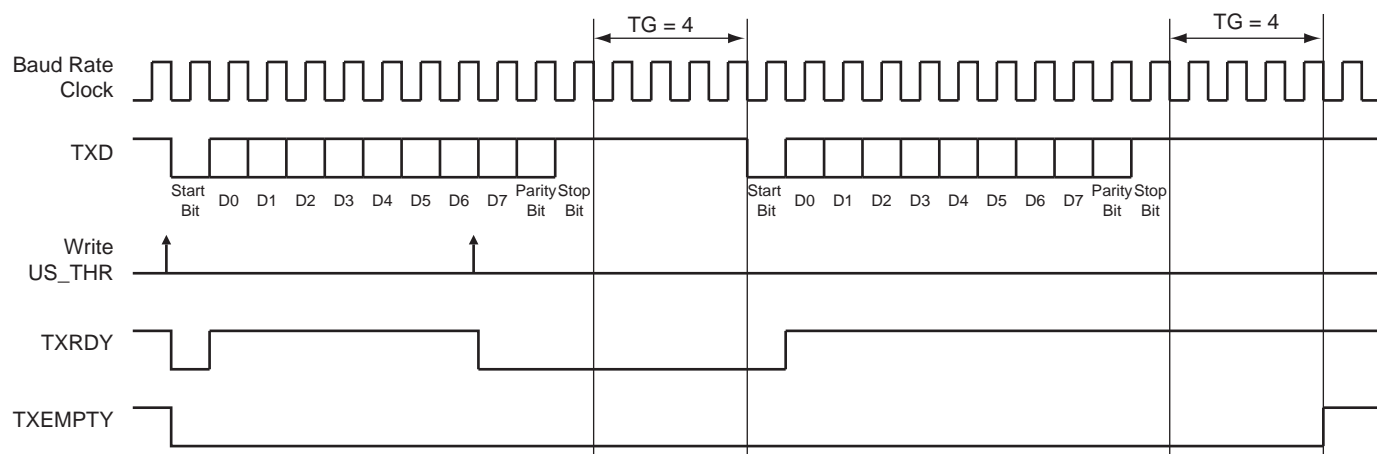 TG = 4
TG = 4
Baud Rate
Clock
TXD
Start
Bit
D0
D1
D2
D3
D4
D5
D6
D7
Parity
Bit
Stop
Bit
Start
Bit
D0
D1
D2
D3
D4
D5
D6
D7
Parity
Bit
Stop
Bit
Write
US_THR
TXRDY
TXEMPTY